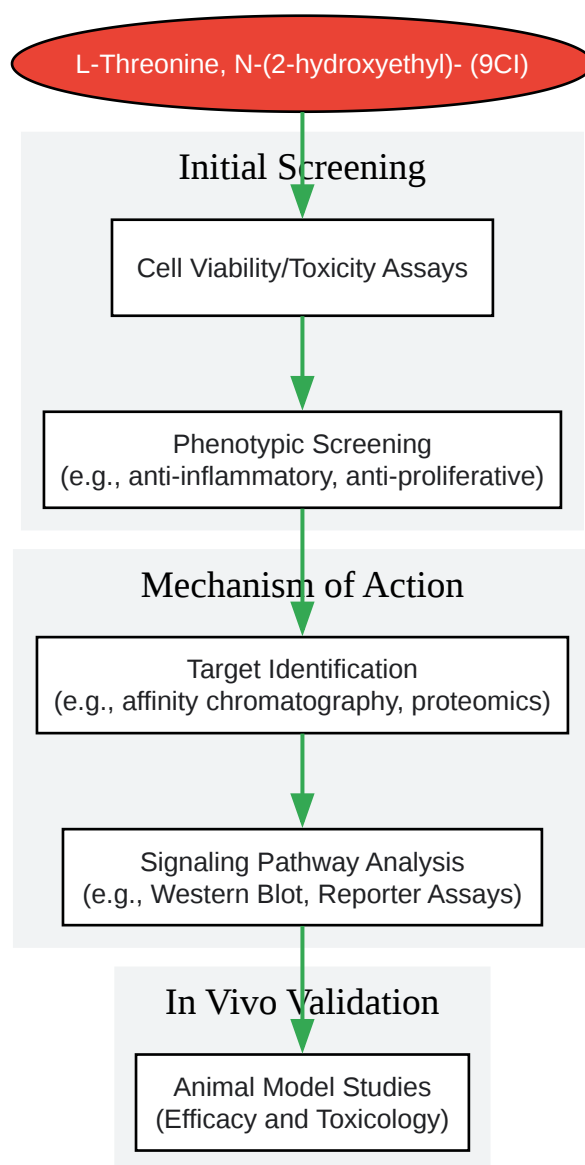 L-Threonine, N-(2-hydroxyethyl)- (9CI)
Initial Screening
Cell Viability/Toxicity Assays
Phenotypic Screening
(e.g., anti-inflammatory, anti-proliferative)
Mechanism of Action
Target Identification
(e.g., affinity chromatography, proteomics)
Signaling Pathway Analysis
(e.g., Western Blot, Reporter Assays)
In Vivo Validation
Animal Model Studies
(Efficacy and Toxicology)